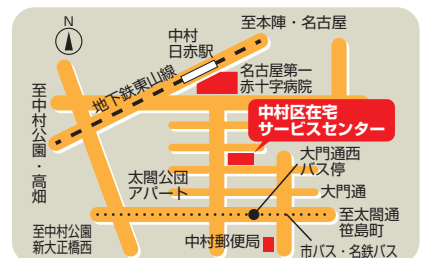 N
中村
日赤駅
至本陣・名古屋
地下鉄東山線
名古屋第一
赤十字病院
至中村公園・高畑
中村区在宅
サービスセンター
大門通西
バス停
太閤公団
アパート
大門通
至太閤通
笹島町
至中村公園
新大正橋西
中村郵便局
市バス・名鉄バス